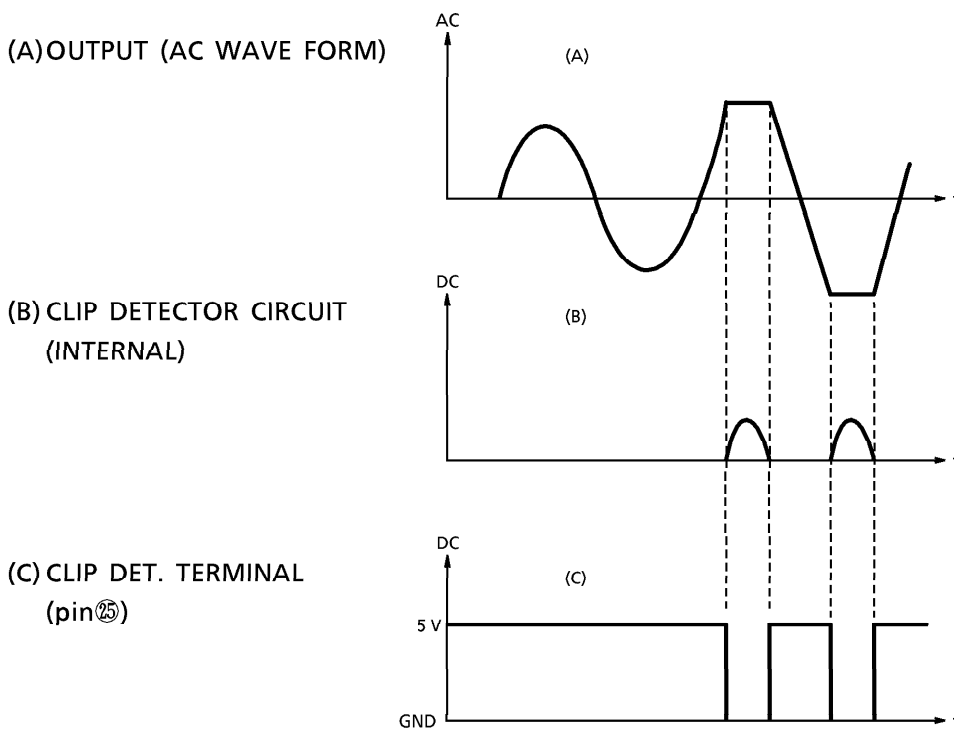 AC
(A) OUTPUT (AC WAVE FORM)
(A)
DC
(B) CLIP DETECTOR CIRCUIT
(INTERNAL)
(B)
DC
(C) CLIP DET. TERMINAL
(pin㉕)
(C)
5 V
GND